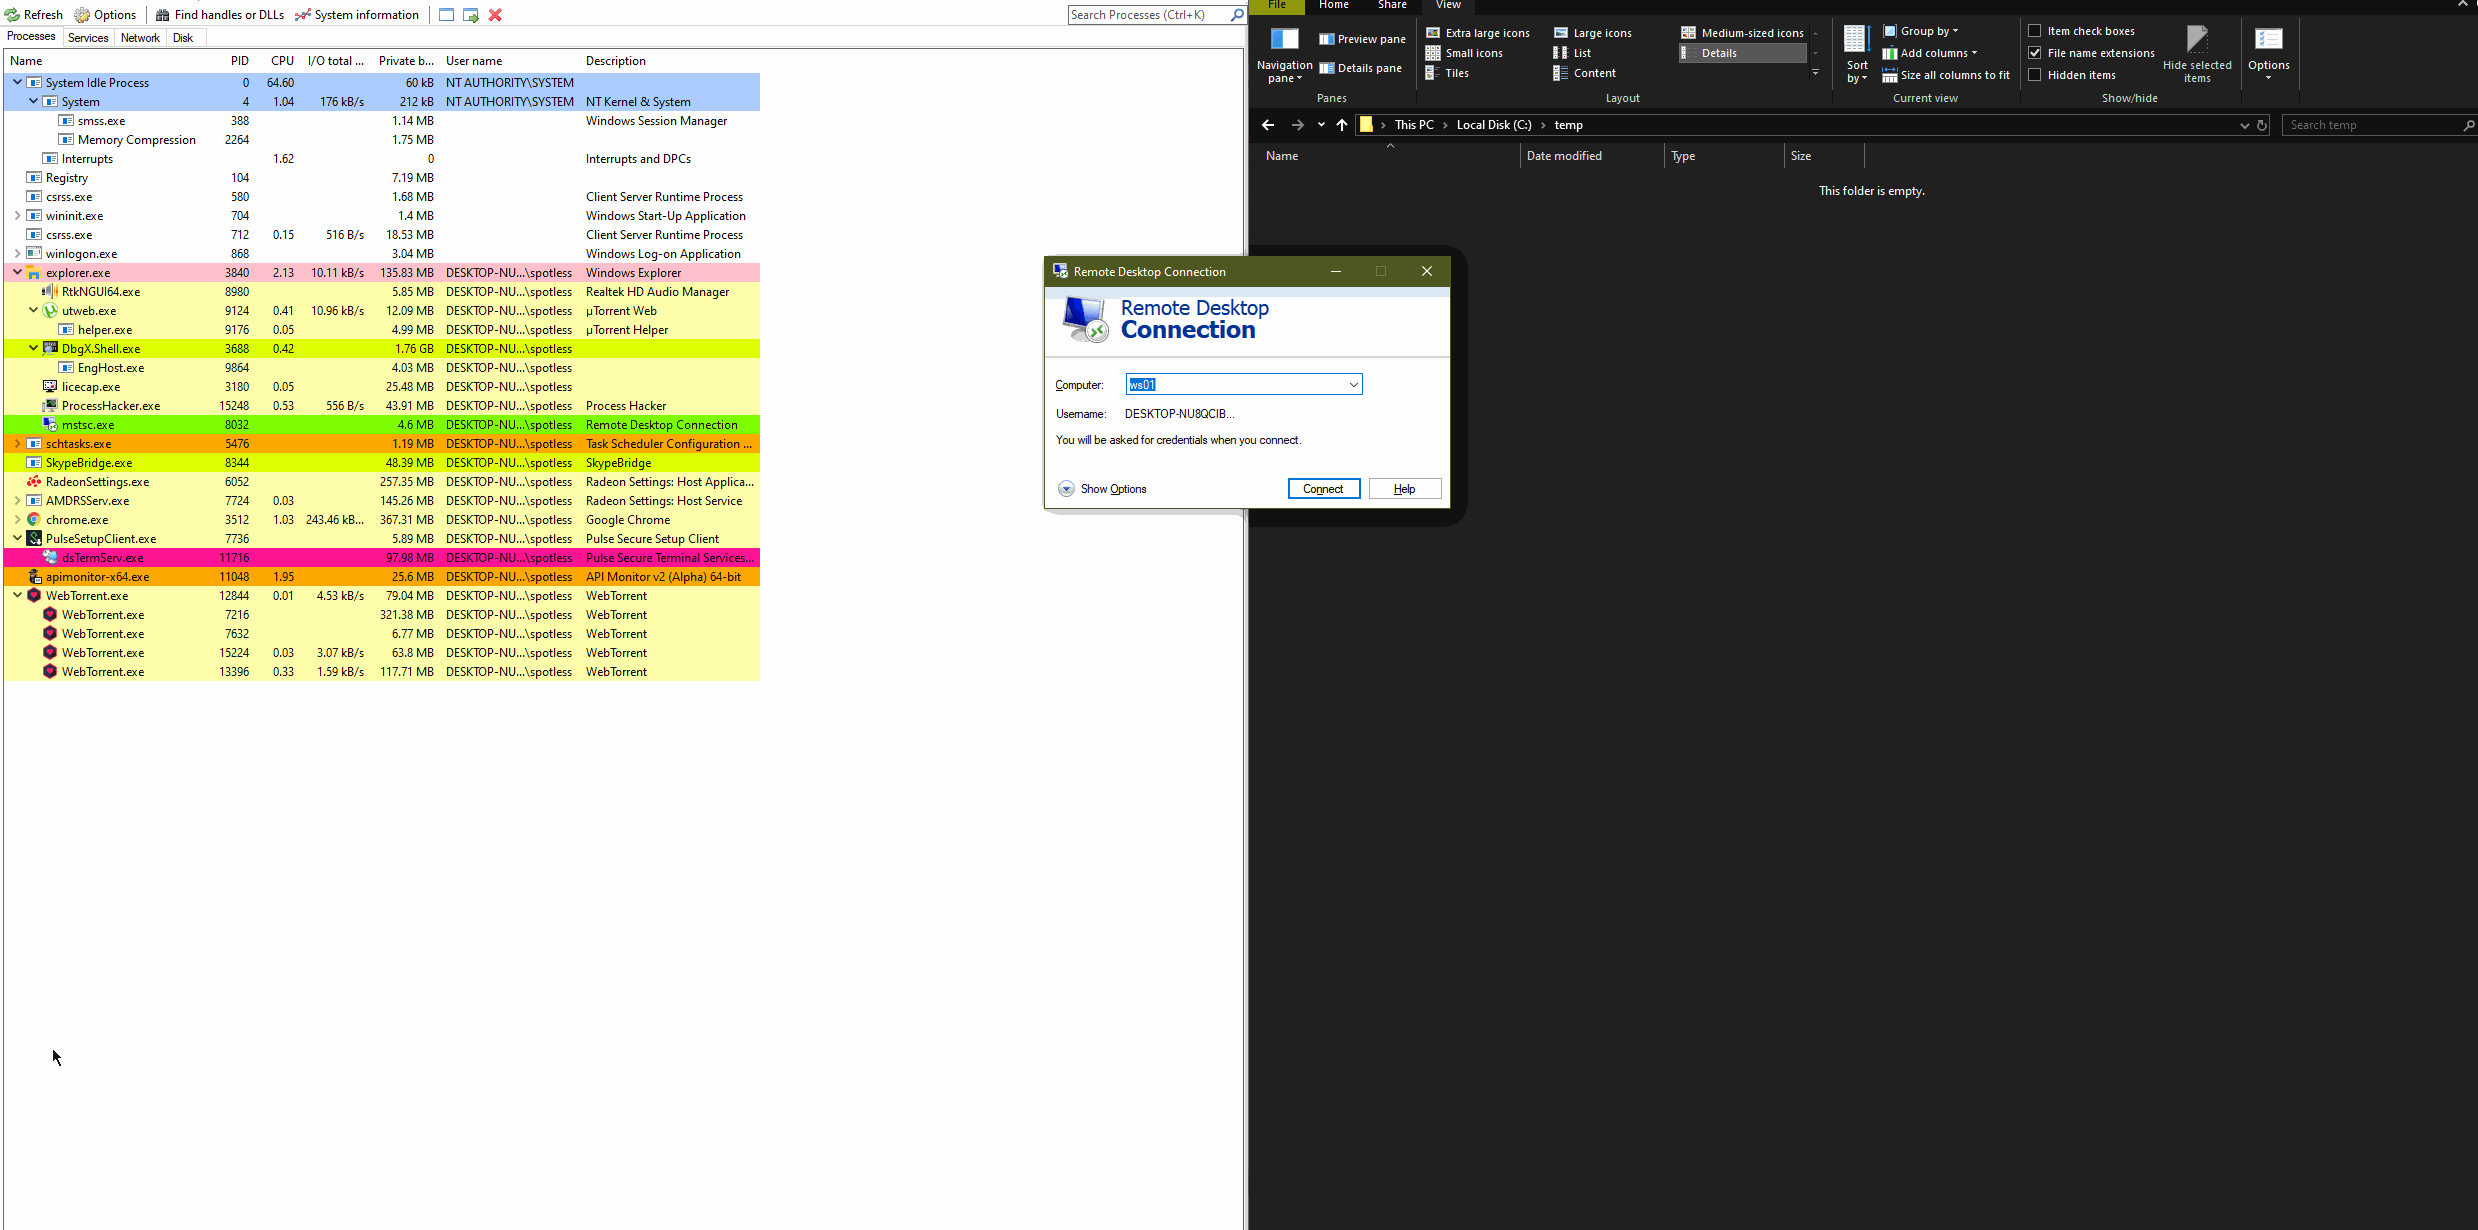 Refresh Options Find handles or DLLs System information Search Processes (Ctrl+K)
Processes Services Network Disk
Name PID CPU I/O total ... Private b... User name Description
System Idle Process 0 64.60 60 kB NT AUTHORITY\SYSTEM
System 4 1.04 176 kB/s 212 kB NT AUTHORITY\SYSTEM NT Kernel & System
smss.exe 388 1.14 MB Windows Session Manager
Memory Compression 2264 1.75 MB
Interrupts 1.62 0 Interrupts and DPCs
Registry 104 7.19 MB
csrss.exe 580 1.68 MB Client Server Runtime Process
wininit.exe 704 1.4 MB Windows Start-Up Application
csrss.exe 712 0.15 516 B/s 18.53 MB Client Server Runtime Process
winlogon.exe 868 3.04 MB Windows Log-on Application
explorer.exe 3840 2.13 10.11 kB/s 135.83 MB DESKTOP-NU...\spotless Windows Explorer
RtkNGUI64.exe 8980 5.85 MB DESKTOP-NU...\spotless Realtek HD Audio Manager
utweb.exe 9124 0.41 10.96 kB/s 12.09 MB DESKTOP-NU...\spotless µTorrent Web
helper.exe 9176 0.05 4.99 MB DESKTOP-NU...\spotless µTorrent Helper
DbgX.Shell.exe 3688 0.42 1.76 GB DESKTOP-NU...\spotless
EngHost.exe 9864 4.03 MB DESKTOP-NU...\spotless
licecap.exe 3180 0.05 25.48 MB DESKTOP-NU...\spotless
ProcessHacker.exe 15248 0.53 556 B/s 43.91 MB DESKTOP-NU...\spotless Process Hacker
mstsc.exe 8032 4.6 MB DESKTOP-NU...\spotless Remote Desktop Connection
schtasks.exe 5476 1.19 MB DESKTOP-NU...\spotless Task Scheduler Configuration ...
SkypeBridge.exe 8344 48.39 MB DESKTOP-NU...\spotless SkypeBridge
RadeonSettings.exe 6052 257.35 MB DESKTOP-NU...\spotless Radeon Settings: Host Applica...
AMDRSServ.exe 7724 0.03 145.26 MB DESKTOP-NU...\spotless Radeon Settings: Host Service
chrome.exe 3512 1.03 243.46 kB... 367.31 MB DESKTOP-NU...\spotless Google Chrome
PulseSetupClient.exe 7736 5.89 MB DESKTOP-NU...\spotless Pulse Secure Setup Client
dsTermServ.exe 11716 97.98 MB DESKTOP-NU...\spotless Pulse Secure Terminal Services...
apimonitor-x64.exe 11048 1.95 25.6 MB DESKTOP-NU...\spotless API Monitor v2 (Alpha) 64-bit
WebTorrent.exe 12844 0.01 4.53 kB/s 79.04 MB DESKTOP-NU...\spotless WebTorrent
WebTorrent.exe 7216 321.38 MB DESKTOP-NU...\spotless WebTorrent
WebTorrent.exe 7632 6.77 MB DESKTOP-NU...\spotless WebTorrent
WebTorrent.exe 15224 0.03 3.07 kB/s 63.8 MB DESKTOP-NU...\spotless WebTorrent
WebTorrent.exe 13396 0.33 1.59 kB/s 117.71 MB DESKTOP-NU...\spotless WebTorrent
Remote Desktop Connection
Remote Desktop
Connection
Computer: ws01
Username: DESKTOP-NU8QCIB...
You will be asked for credentials when you connect.
Show Options Connect Help
File Home Share View
Navigation pane
Preview pane
Details pane
Panes
Extra large icons Large icons Medium-sized icons
Small icons List Details
Tiles Content
Layout
Sort by
Group by
Add columns
Size all columns to fit
Current view
Item check boxes
File name extensions
Hidden items
Hide selected items
Show/hide
Options
This PC Local Disk (C:) temp Search temp
Name Date modified Type Size
This folder is empty.